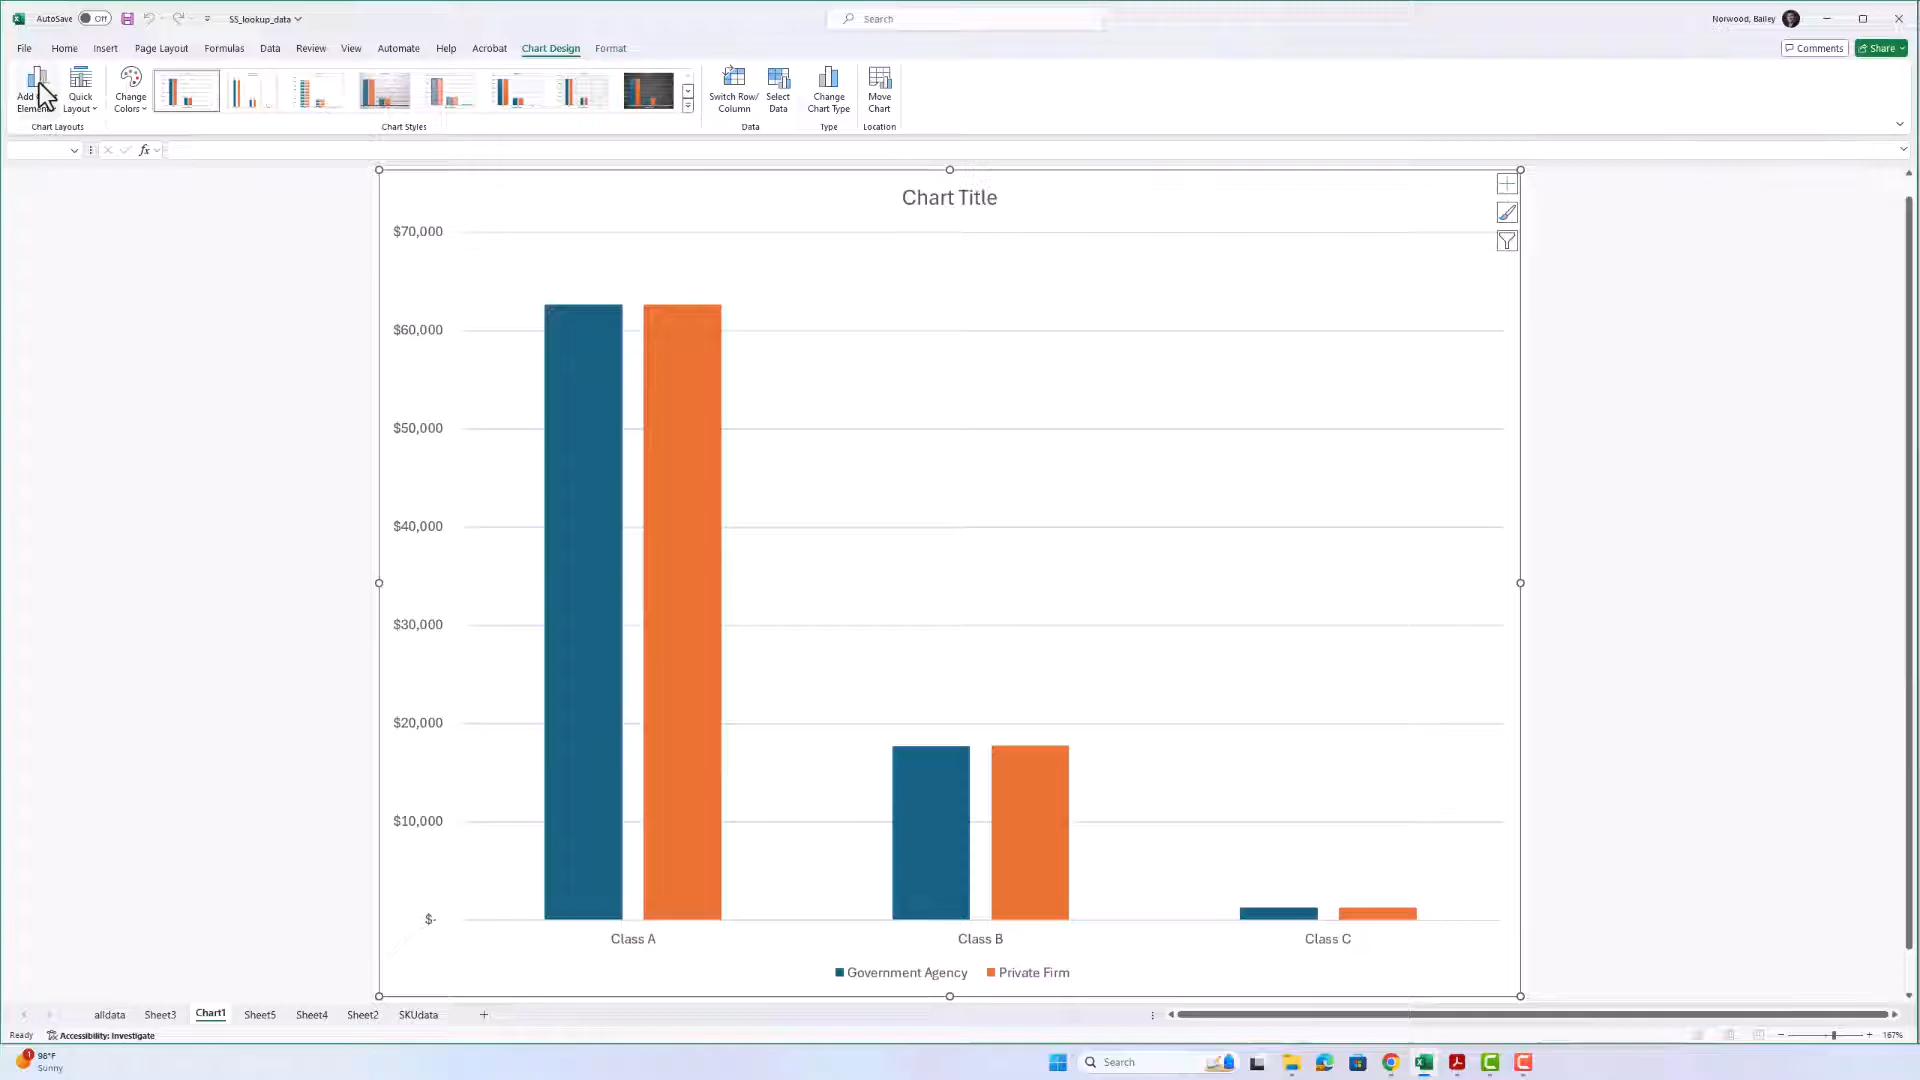 AutoSave Off SS_lookup_data Search Norwood, Bailey
File Home Insert Page Layout Formulas Data Review View Automate Help Acrobat Chart Design Format Comments Share
Add
Quick
Layout
Change
Colors
Switch Row/
Column
Select
Data
Change
Chart Type
Move
Chart
Chart Layouts Chart Styles Data Type Location
fx
Chart Title
$70,000
$60,000
$50,000
$40,000
$30,000
$20,000
$10,000
$-
Class A Class B Class C
Government Agency Private Firm
alldata Sheet3 Chart1 Sheet5 Sheet4 Sheet2 SKUdata
Ready Accessibility: Investigate 167%
1 98°F
Sunny
Search